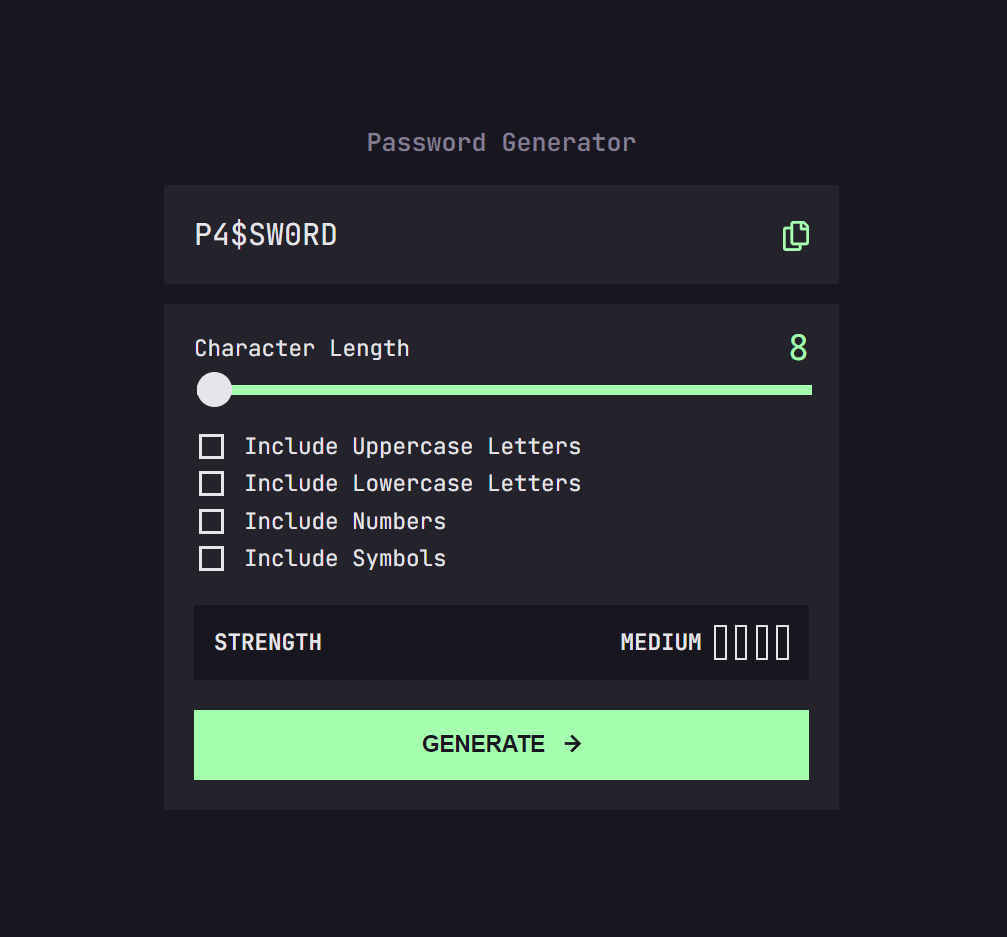 Password Generator
P4$SW0RD
Character Length 8
Include Uppercase Letters
Include Lowercase Letters
Include Numbers
Include Symbols
STRENGTH MEDIUM
GENERATE →